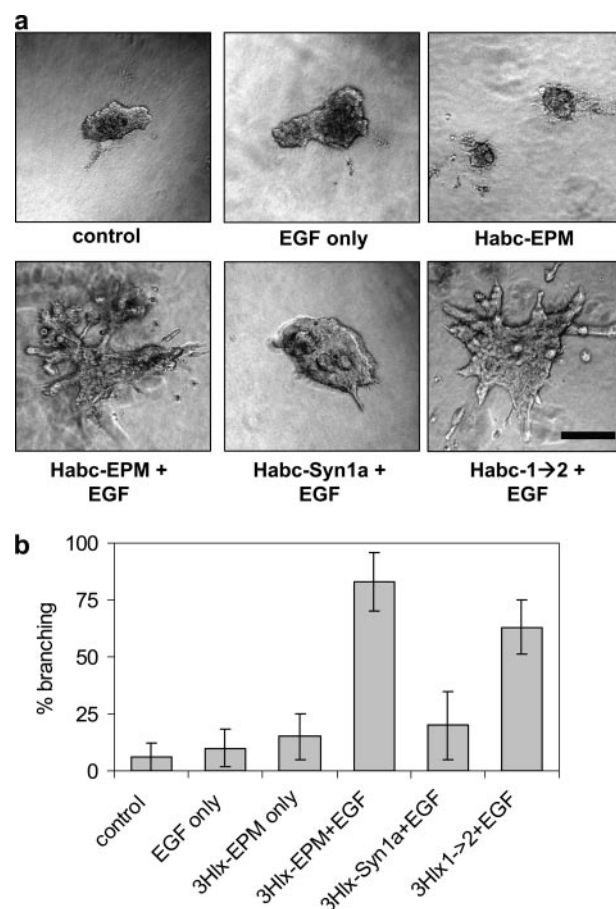 a
control
EGF only
Habc-EPM
Habc-EPM +
EGF
Habc-Syn1a +
EGF
Habc-1→2 +
EGF
b
% branching
100
75
50
25
0
control
EGF only
3Hlx-EPM only
3Hlx-EPM+EGF
3Hlx-Syn1a+EGF
3Hlx1->2+EGF